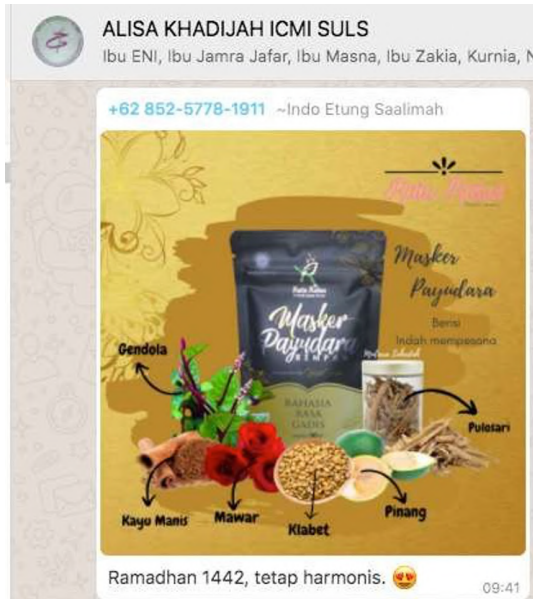 ALISA KHADIJAH ICMI SULS
Ibu ENI, Ibu Jamra Jafar, Ibu Masna, Ibu Zakia, Kurnia, N
+62 852-5778-1911 ~Indo Etung Saalimah
Masker
Payudara
Berisi
Indah mempesona
Masker
Payudara
RAHASIA
RASA
GADIS
Gendola
Pulosari
Kayu Manis
Mawar
Klabet
Pinang
Ramadhan 1442, tetap harmonis. 😍
09:41